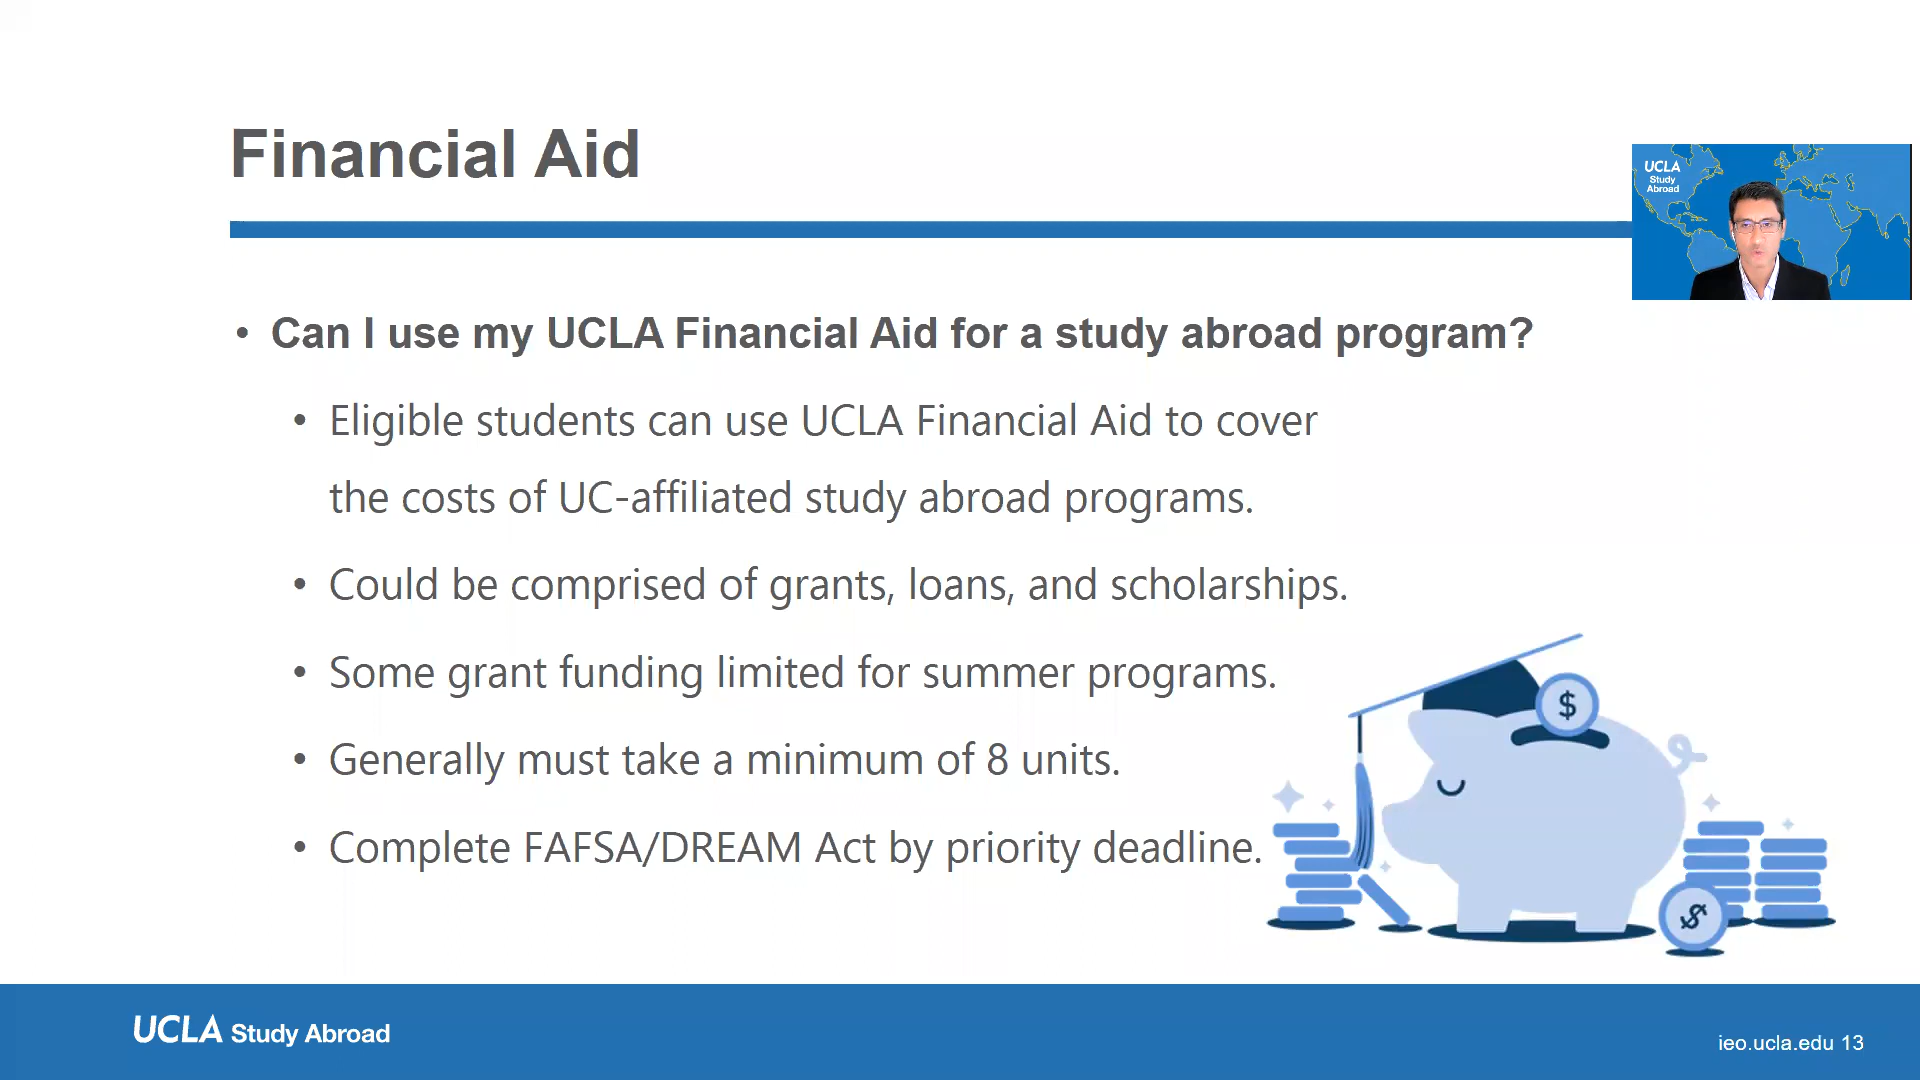 Financial Aid
UCLA
Study
Abroad
• Can I use my UCLA Financial Aid for a study abroad program?
• Eligible students can use UCLA Financial Aid to cover
the costs of UC-affiliated study abroad programs.
• Could be comprised of grants, loans, and scholarships.
• Some grant funding limited for summer programs.
• Generally must take a minimum of 8 units.
• Complete FAFSA/DREAM Act by priority deadline.
$
$
UCLA Study Abroad
ieo.ucla.edu 13